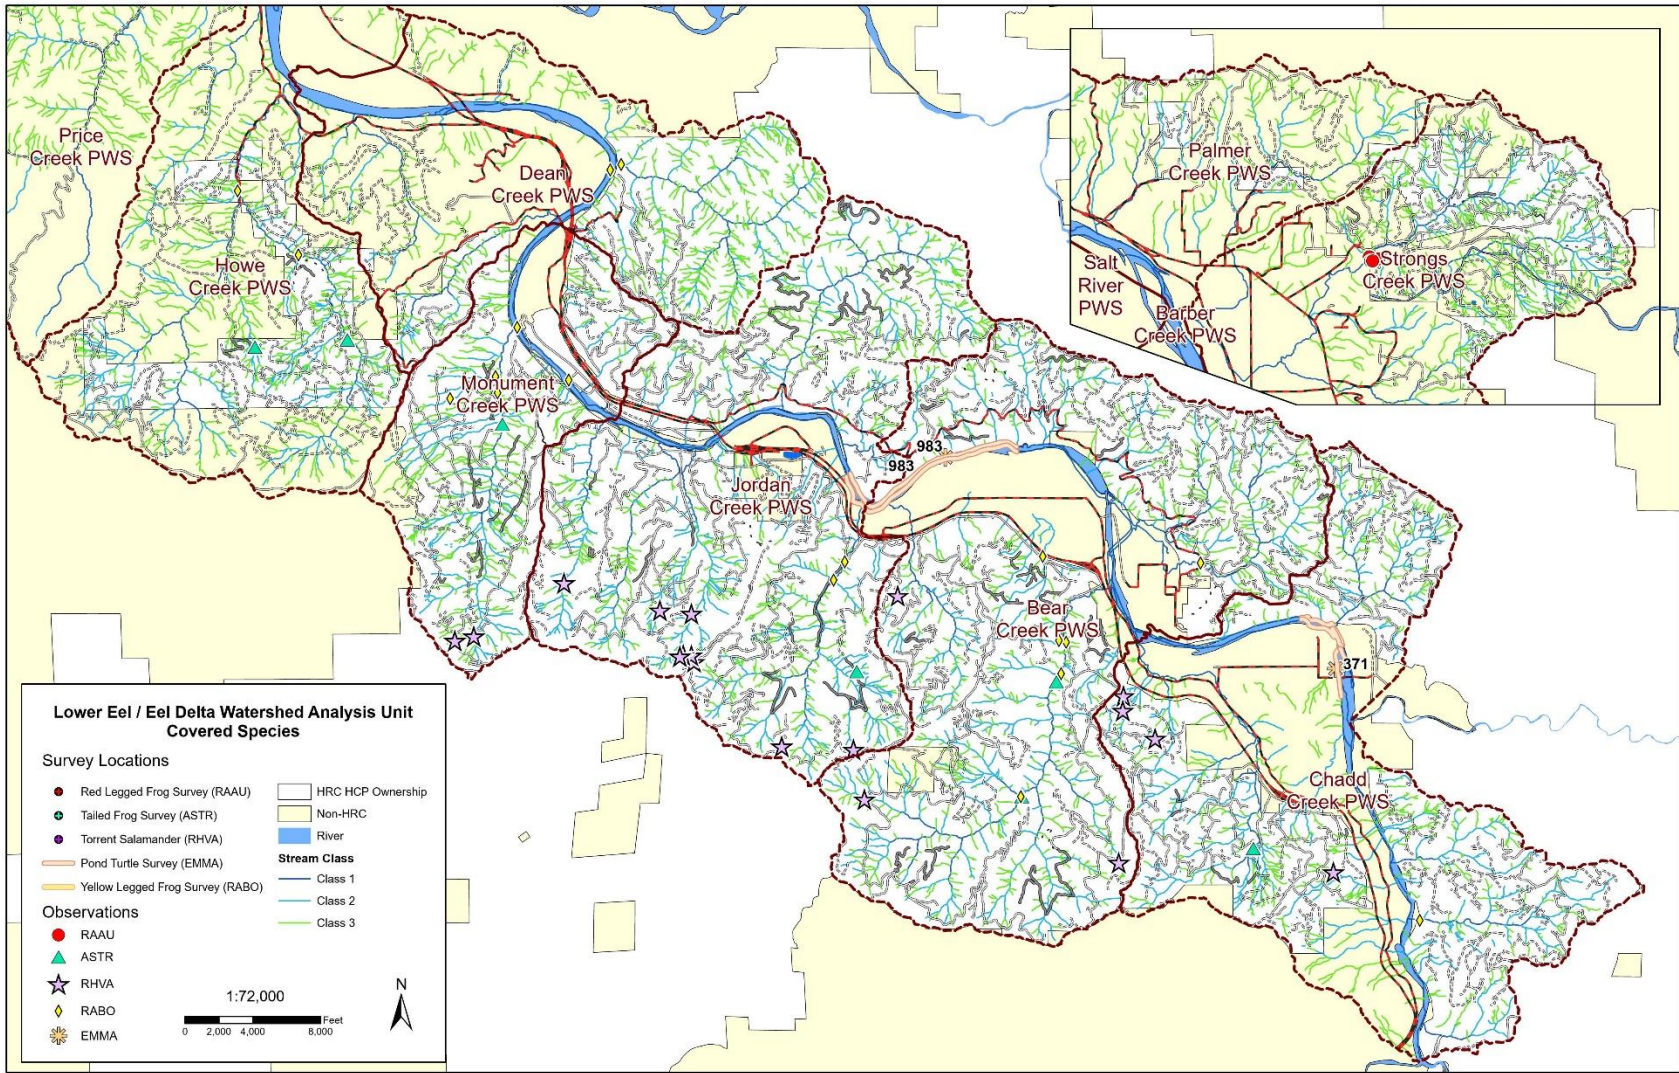 Price
Creek PWS
Dean
Creek PWS
Howe
Creek PWS
Monument
Creek PWS
Jordan
Creek PWS
983
983
Bear
Creek PWS
371
Chadd
Creek PWS
Palmer
Creek PWS
Strongs
Creek PWS
Salt
River
PWS
Barber
Creek PWS
Lower Eel / Eel Delta Watershed Analysis Unit
Covered Species
Survey Locations
Red Legged Frog Survey (RAAU)
Tailed Frog Survey (ASTR)
Torrent Salamander (RHVA)
Pond Turtle Survey (EMMA)
Yellow Legged Frog Survey (RABO)
Observations
RAAU
ASTR
RHVA
RABO
EMMA
HRC HCP Ownership
Non-HRC
River
Stream Class
Class 1
Class 2
Class 3
1:72,000
Feet
0 2,000 4,000 8,000
N